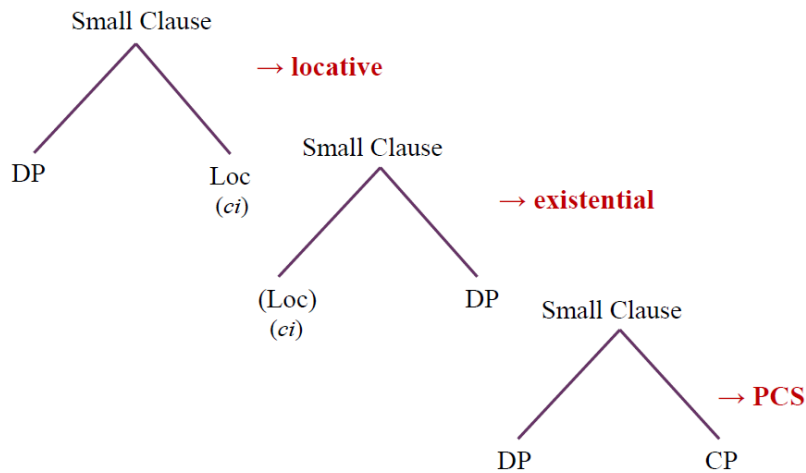 Small Clause
→ locative
DP
Loc
(ci)
Small Clause
→ existential
(Loc)
(ci)
DP
Small Clause
→ PCS
DP
CP